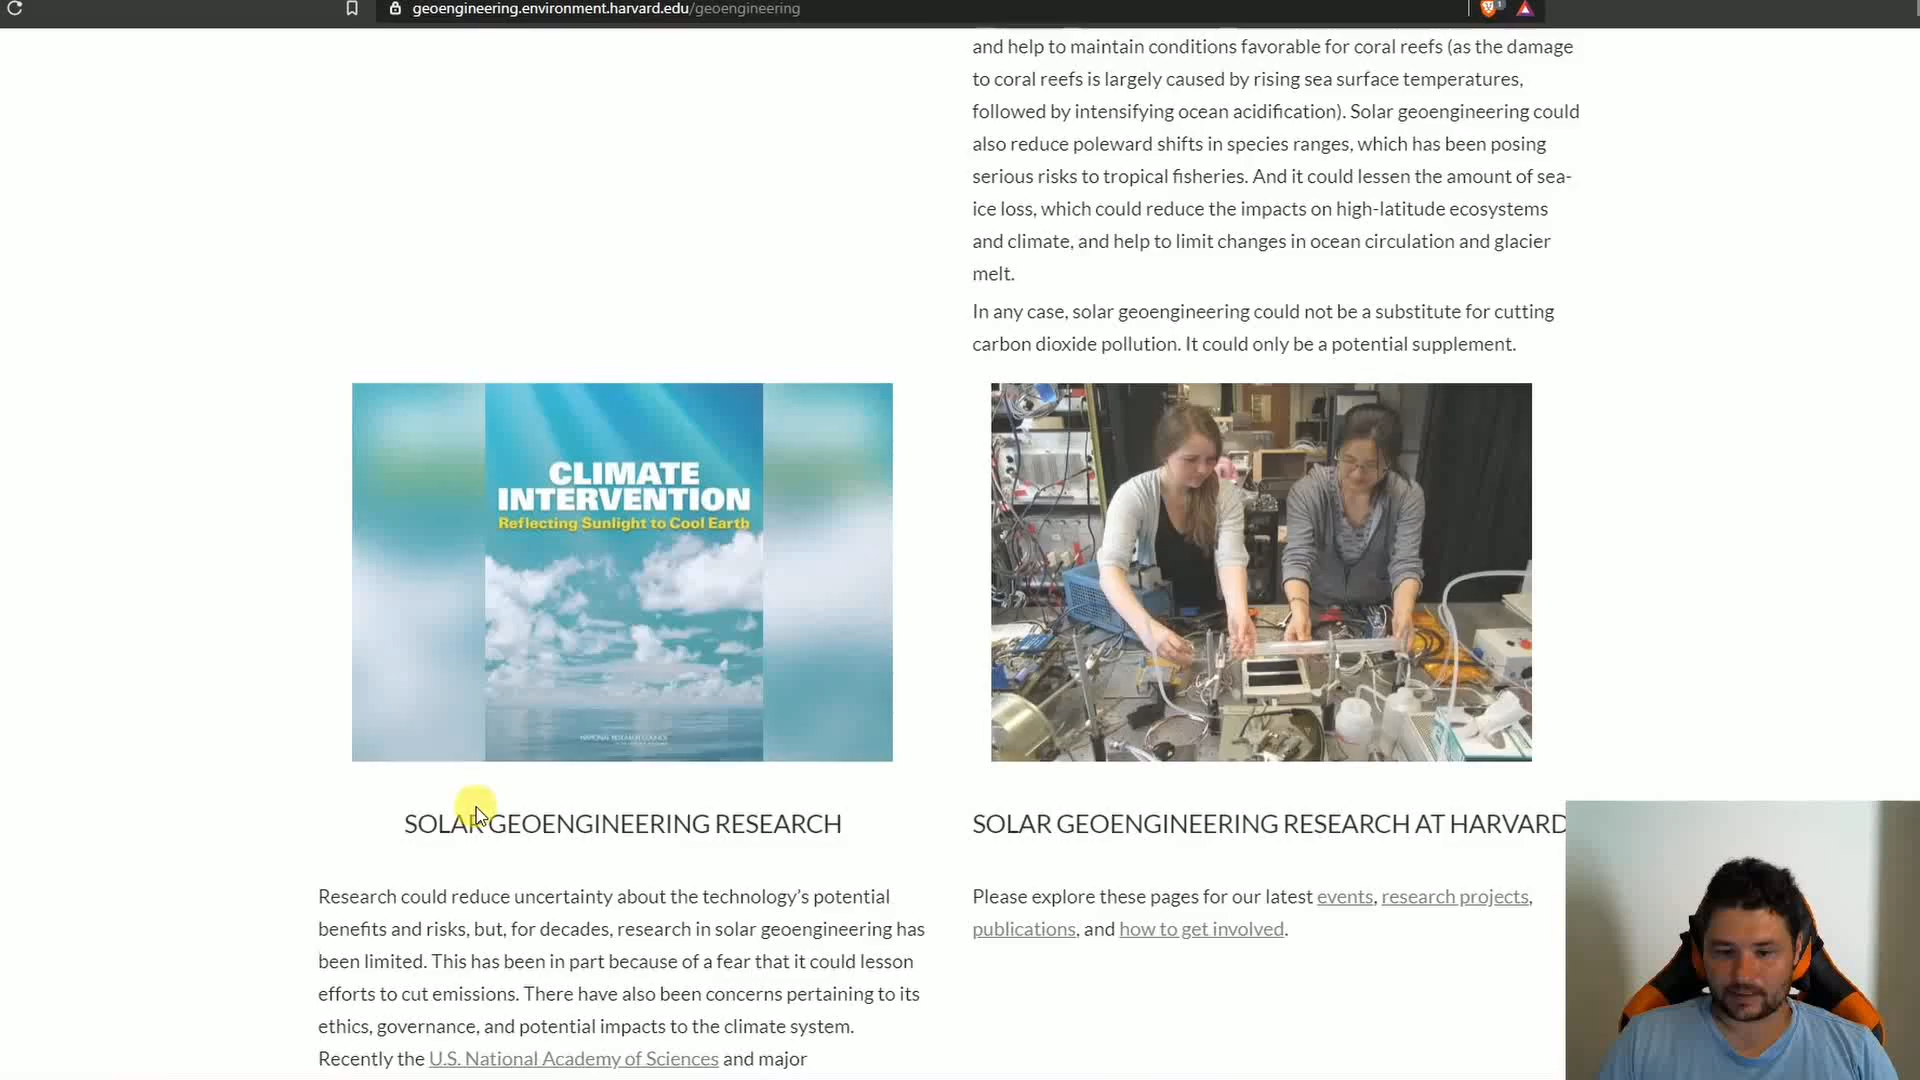 geoengineering.environment.harvard.edu/geoengineering
1
and help to maintain conditions favorable for coral reefs (as the damage
to coral reefs is largely caused by rising sea surface temperatures,
followed by intensifying ocean acidification). Solar geoengineering could
also reduce poleward shifts in species ranges, which has been posing
serious risks to tropical fisheries. And it could lessen the amount of sea-
ice loss, which could reduce the impacts on high-latitude ecosystems
and climate, and help to limit changes in ocean circulation and glacier
melt.
In any case, solar geoengineering could not be a substitute for cutting
carbon dioxide pollution. It could only be a potential supplement.
CLIMATE
INTERVENTION
Reflecting Sunlight to Cool Earth
NATIONAL RESEARCH COUNCIL
SOLAR GEOENGINEERING RESEARCH
Research could reduce uncertainty about the technology's potential
benefits and risks, but, for decades, research in solar geoengineering has
been limited. This has been in part because of a fear that it could lesson
efforts to cut emissions. There have also been concerns pertaining to its
ethics, governance, and potential impacts to the climate system.
Recently the U.S. National Academy of Sciences and major
SOLAR GEOENGINEERING RESEARCH AT HARVARD
Please explore these pages for our latest events, research projects,
publications, and how to get involved.